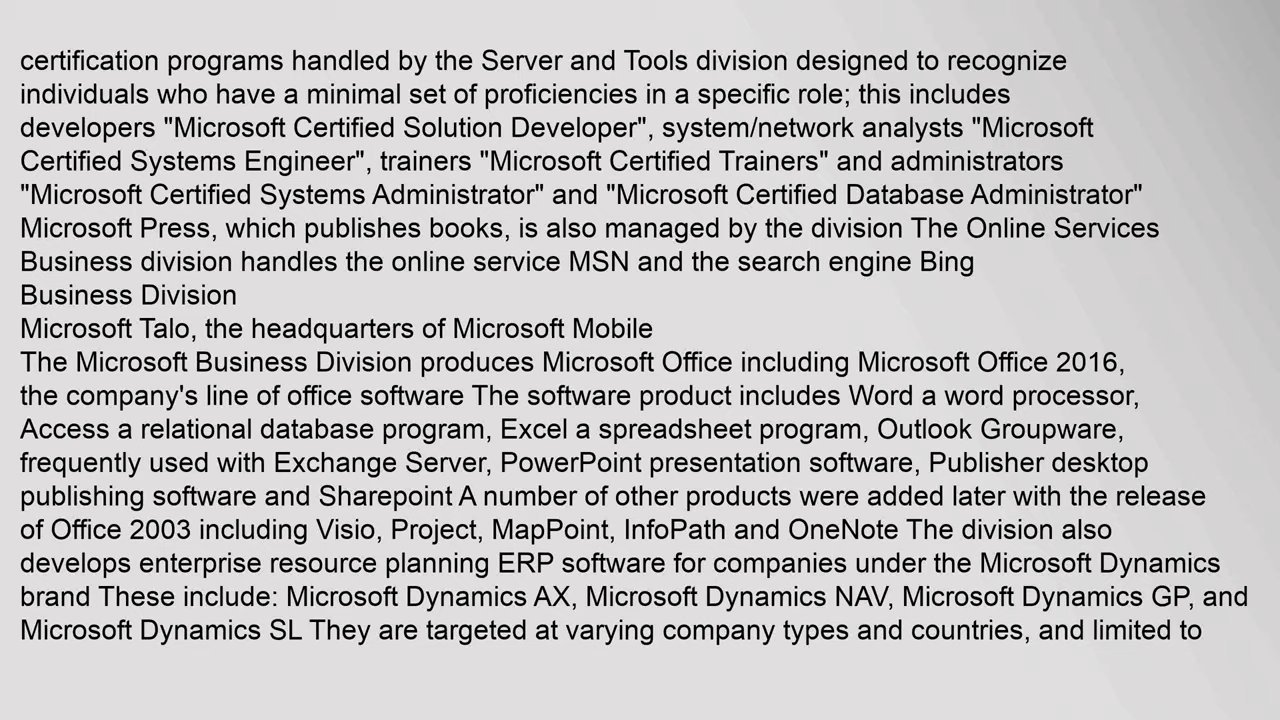 certification programs handled by the Server and Tools division designed to recognize
individuals who have a minimal set of proficiencies in a specific role; this includes
developers "Microsoft Certified Solution Developer", system/network analysts "Microsoft
Certified Systems Engineer", trainers "Microsoft Certified Trainers" and administrators
"Microsoft Certified Systems Administrator" and "Microsoft Certified Database Administrator"
Microsoft Press, which publishes books, is also managed by the division The Online Services
Business division handles the online service MSN and the search engine Bing
Business Division
Microsoft Talo, the headquarters of Microsoft Mobile
The Microsoft Business Division produces Microsoft Office including Microsoft Office 2016,
the company's line of office software The software product includes Word a word processor,
Access a relational database program, Excel a spreadsheet program, Outlook Groupware,
frequently used with Exchange Server, PowerPoint presentation software, Publisher desktop
publishing software and Sharepoint A number of other products were added later with the release
of Office 2003 including Visio, Project, MapPoint, InfoPath and OneNote The division also
develops enterprise resource planning ERP software for companies under the Microsoft Dynamics
brand These include: Microsoft Dynamics AX, Microsoft Dynamics NAV, Microsoft Dynamics GP, and
Microsoft Dynamics SL They are targeted at varying company types and countries, and limited to